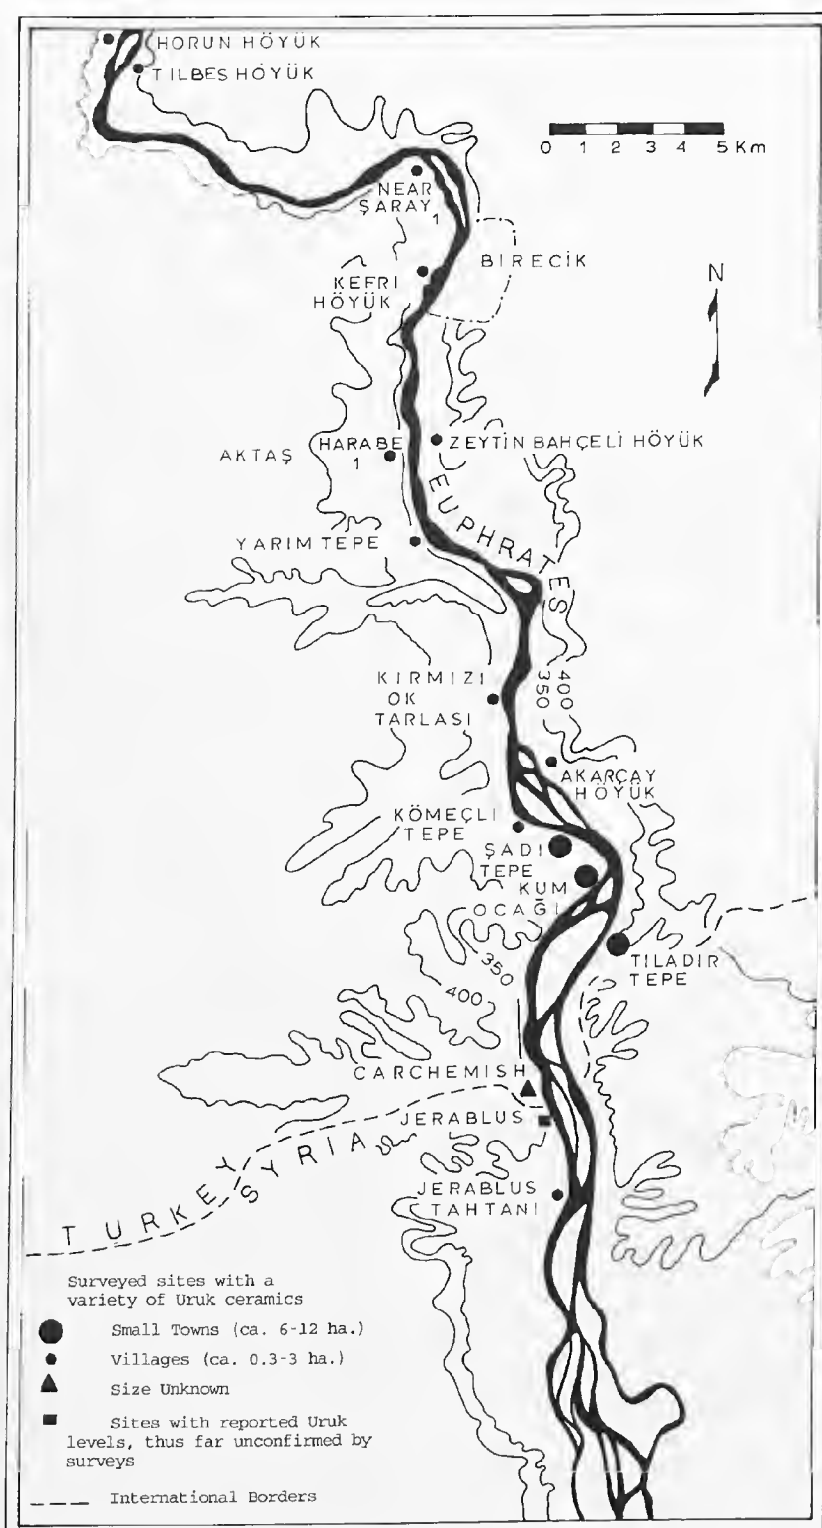 HORUN HÖYÜK
TILBEŞ HÖYÜK
0 1 2 3 4 5 Km
NEAR
ŞARAY
1
BIRECİK
N
KEFRI
HÖYÜK
HARABE
1
ZEYTİN BAHÇELİ HÖYÜK
AKTAŞ
EUPHRATES
YARIM TEPE
KIRMIZI
OK
TARLASI
400
350
AKARÇAY
HÖYÜK
KÖMEÇLİ
TEPE
ŞADI
TEPE
KUM
OCAĞI
350
400
TILADIR
TEPE
CARCHEMISH
JERABLUS
TURKEY
SYRIA
JERABLUS
TAHTANI
Surveyed sites with a
variety of Uruk ceramics
Small Towns (ca. 6-12 ha.)
Villages (ca. 0.3-3 ha.)
Size Unknown
Sites with reported Uruk
levels, thus far unconfirmed by
surveys
International Borders